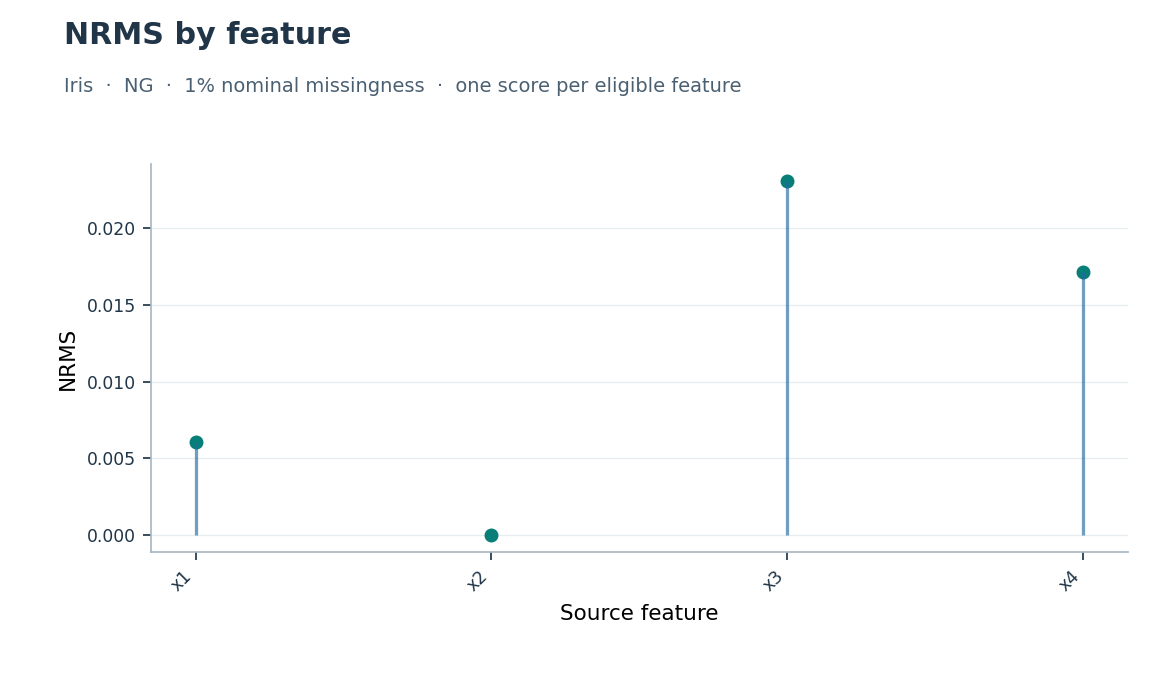 NRMS by feature
Iris · NG · 1% nominal missingness · one score per eligible feature
NRMS
0.020
0.015
0.010
0.005
0.000
x1
x2
x3
x4
Source feature